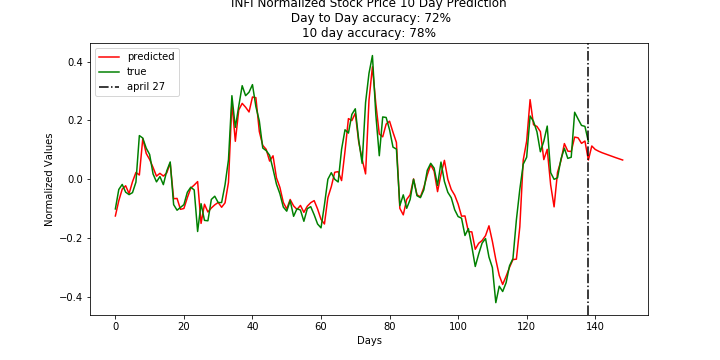 INFI Normalized Stock Price 10 Day Prediction
Day to Day accuracy: 72%
10 day accuracy: 78%
predicted
true
april 27
Normalized Values
0.4
0.2
0.0
−0.2
−0.4
0
20
40
60
80
100
120
140
Days